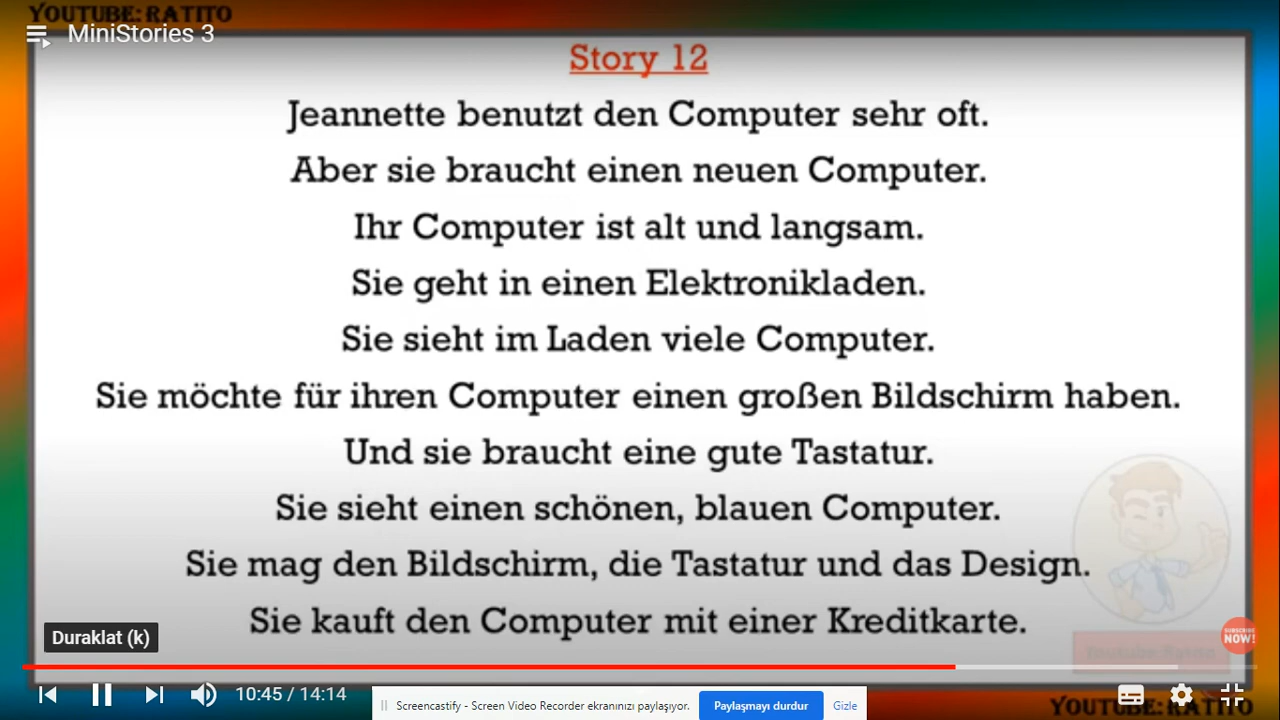 YOUTUBE: RATITO
MiniStories 3
Story 12
Jeannette benutzt den Computer sehr oft.
Aber sie braucht einen neuen Computer.
Ihr Computer ist alt und langsam.
Sie geht in einen Elektronikladen.
Sie sieht im Laden viele Computer.
Sie möchte für ihren Computer einen großen Bildschirm haben.
Und sie braucht eine gute Tastatur.
Sie sieht einen schönen, blauen Computer.
Sie mag den Bildschirm, die Tastatur und das Design.
Sie kauft den Computer mit einer Kreditkarte.
Duraklat (k)
SUBSCRIBE
NOW!
Youtube:Ratito
10:45 / 14:14
Screencastify - Screen Video Recorder ekranınızı paylaşıyor.
Paylaşmayı durdur
Gizle
YOUTUBE: RATITO